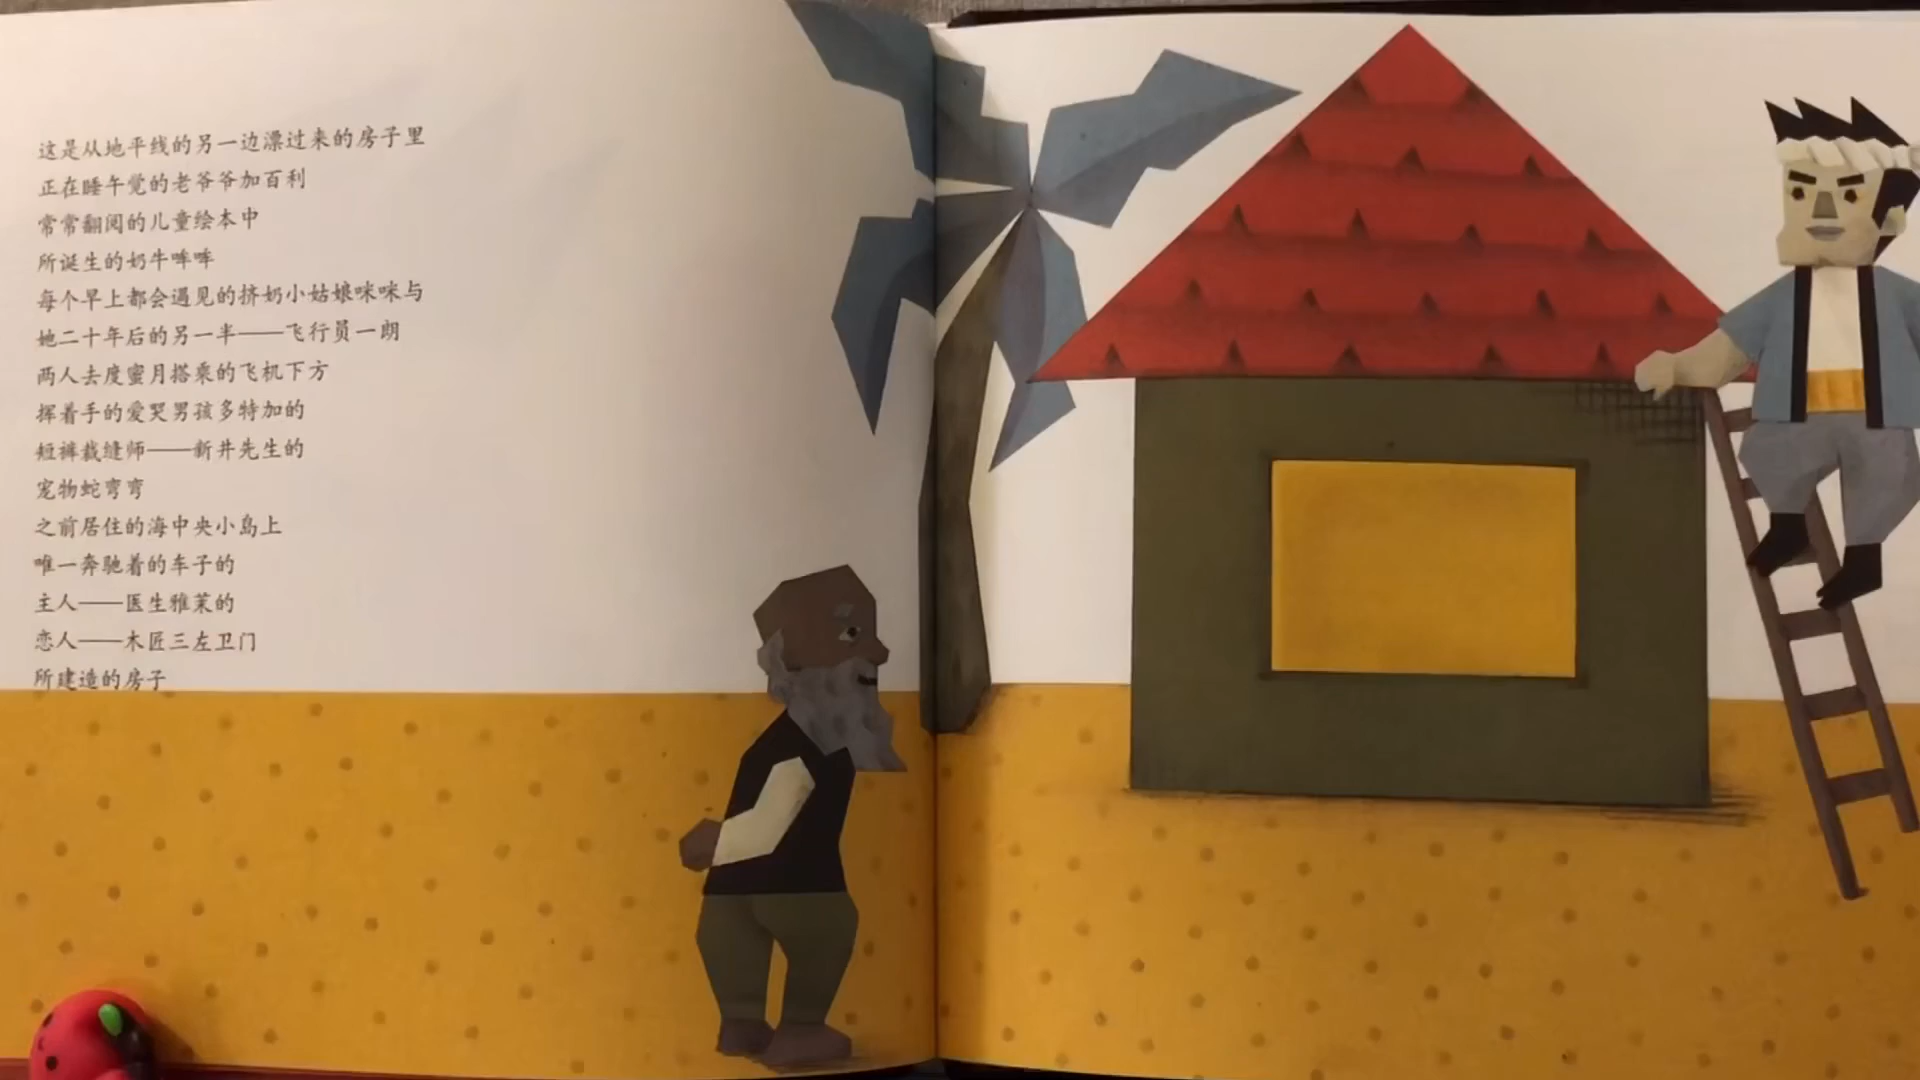 这是从地平线的另一边漂过来的房子里
正在睡午觉的老爷爷加百利
常常翻阅的儿童绘本中
所诞生的奶牛哞哞
每个早上都会遇见的挤奶小姑娘咪咪与
她二十年后的另一半——飞行员一朗
两人去度蜜月搭乘的飞机下方
挥着手的爱哭男孩多特加的
短裤裁缝师——新井先生的
宠物蛇弯弯
之前居住的海中央小岛上
唯一奔驰着的车子的
主人——医生雅茉的
恋人——木匠三左卫门
所建造的房子